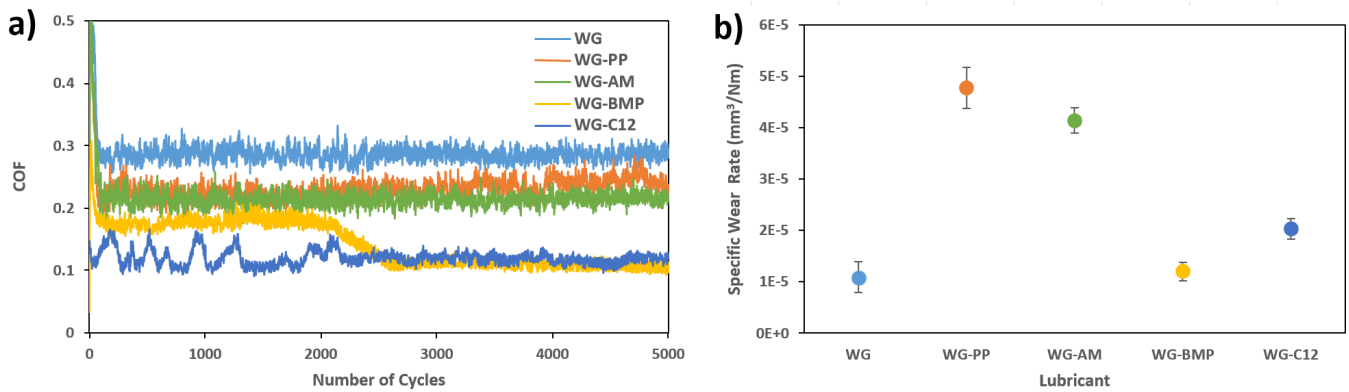 a)
0.5
0.4
0.3
0.2
0.1
0
COF
0
1000
2000
3000
4000
5000
Number of Cycles
WG
WG-PP
WG-AM
WG-BMP
WG-C12
b)
6E-5
5E-5
4E-5
3E-5
2E-5
1E-5
0E+0
Specific Wear Rate (mm³/Nm)
WG
WG-PP
WG-AM
WG-BMP
WG-C12
Lubricant